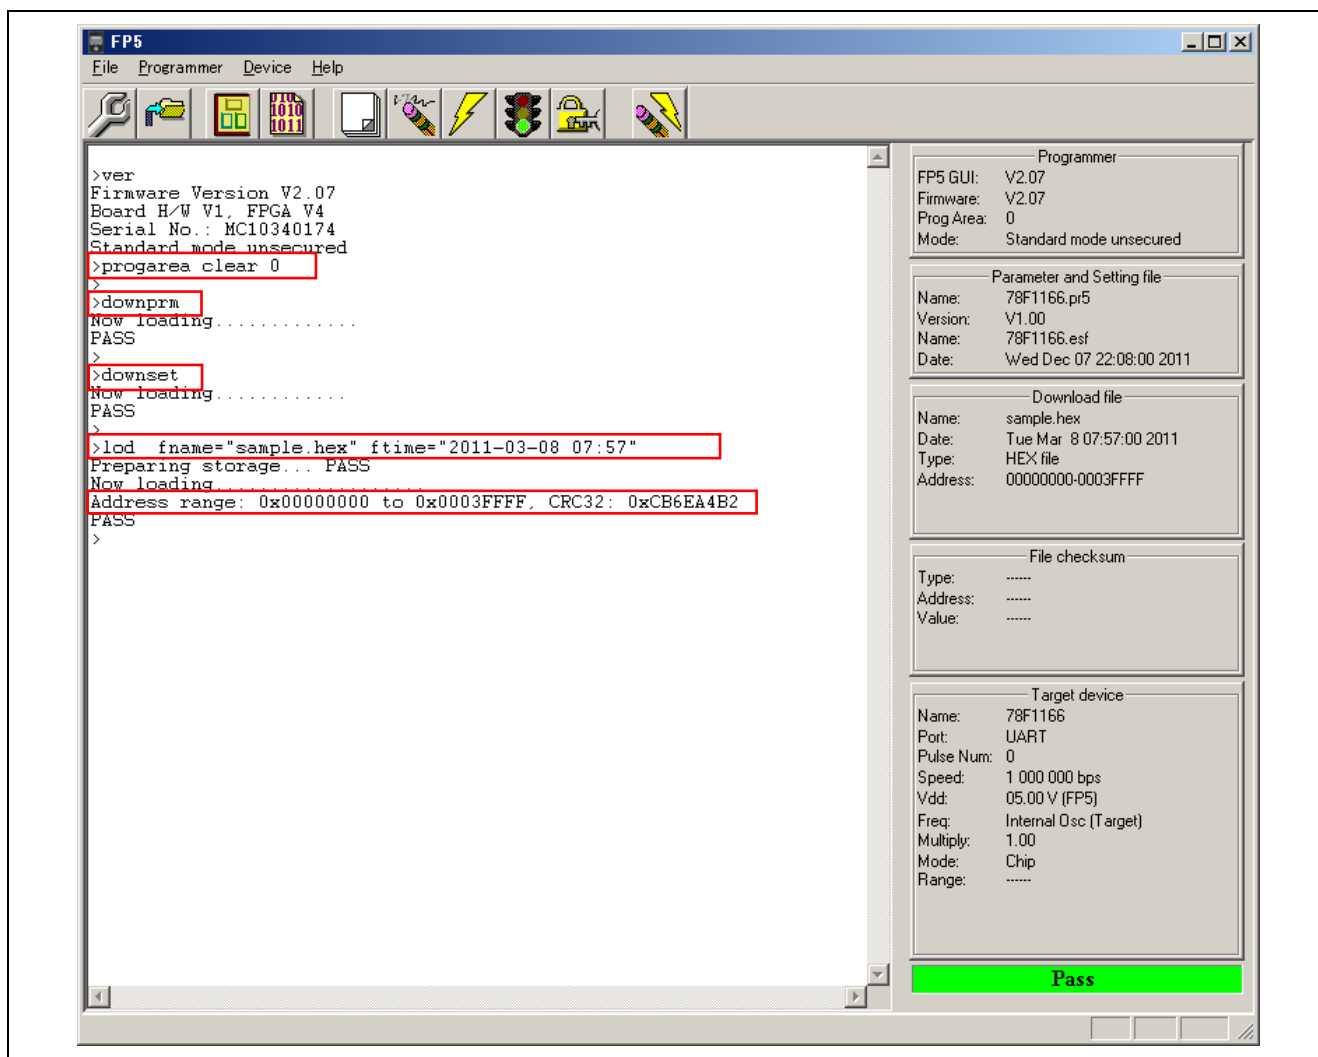 FP5
File Programmer Device Help
010
1010
1011
>ver
Firmware Version V2.07
Board H/W V1, FPGA V4
Serial No.: MC10340174
Standard mode unsecured
>progarea clear 0
>
>downprm
Now loading.............
PASS
>
>downset
Now loading............
PASS
>
>lod fname="sample.hex" ftime="2011-03-08 07:57"
Preparing storage... PASS
Now loading....................
Address range: 0x00000000 to 0x0003FFFF, CRC32: 0xCB6EA4B2
PASS
>
Programmer
FP5 GUI: V2.07
Firmware: V2.07
Prog Area: 0
Mode: Standard mode unsecured
Parameter and Setting file
Name: 78F1166.pr5
Version: V1.00
Name: 78F1166.esf
Date: Wed Dec 07 22:08:00 2011
Download file
Name: sample.hex
Date: Tue Mar 8 07:57:00 2011
Type: HEX file
Address: 00000000-0003FFFF
File checksum
Type: ------
Address: ------
Value: ------
Target device
Name: 78F1166
Port: UART
Pulse Num: 0
Speed: 1 000 000 bps
Vdd: 05.00 V (FP5)
Freq: Internal Osc (Target)
Multiply: 1.00
Mode: Chip
Range: ------
Pass